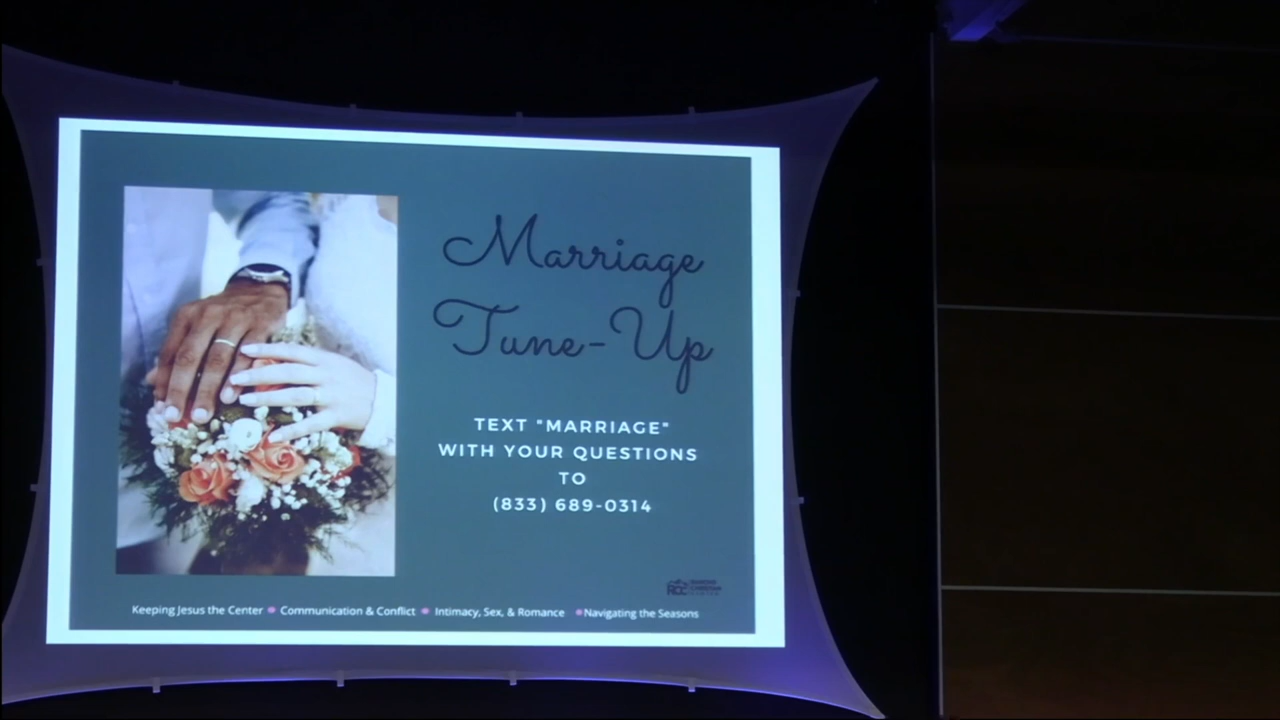 Marriage
Tune-Up
TEXT "MARRIAGE"
WITH YOUR QUESTIONS
TO
(833) 689-0314
RCC
Keeping Jesus the Center Communication & Conflict Intimacy, Sex, & Romance Navigating the Seasons